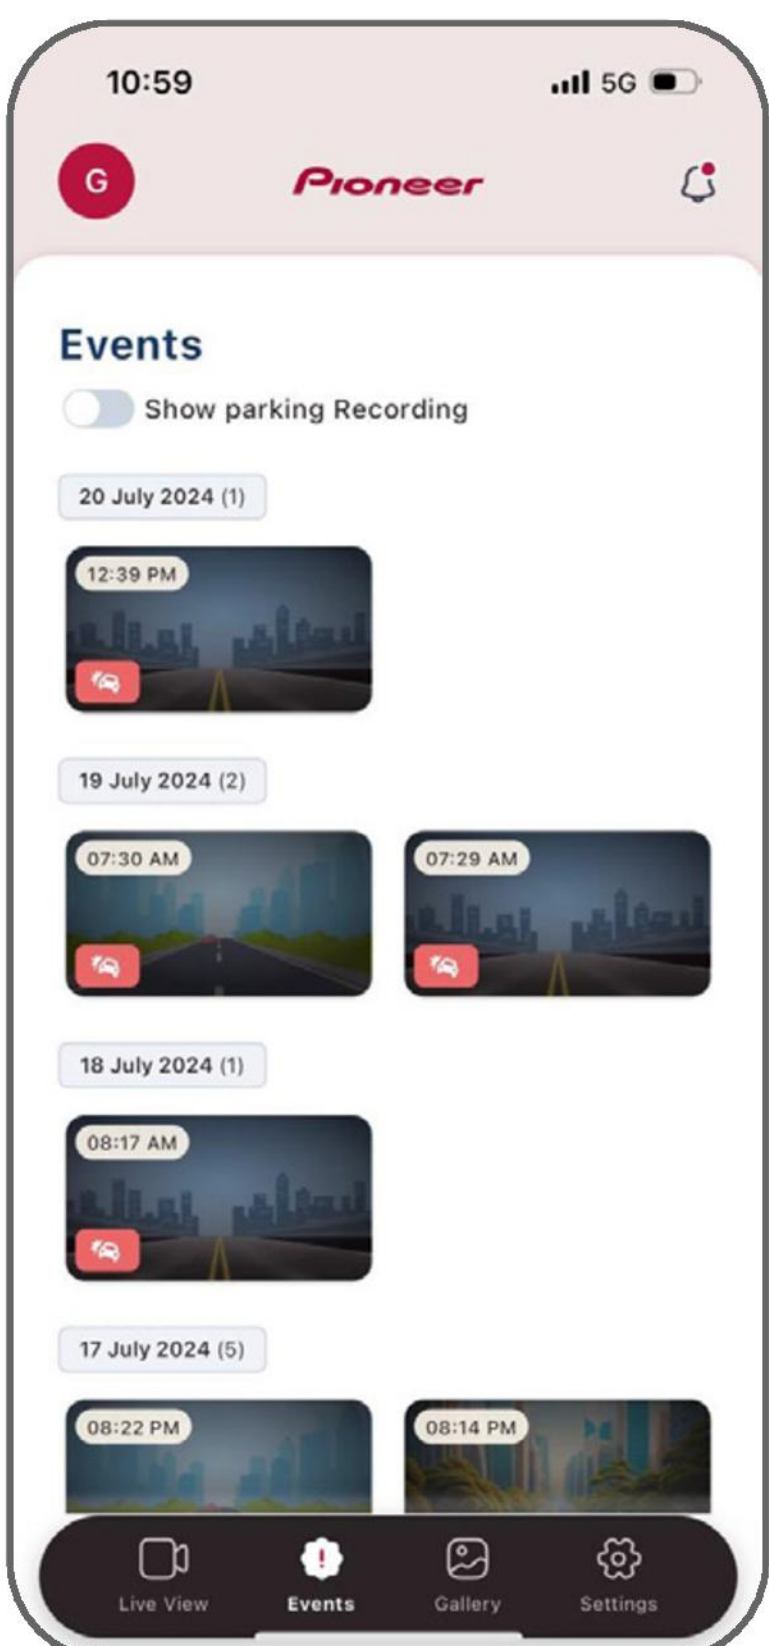 10:59 5G
G Pioneer
Events
Show parking Recording
20 July 2024 (1)
12:39 PM
19 July 2024 (2)
07:30 AM 07:29 AM
18 July 2024 (1)
08:17 AM
17 July 2024 (5)
08:22 PM 08:14 PM
Live View Events Gallery Settings